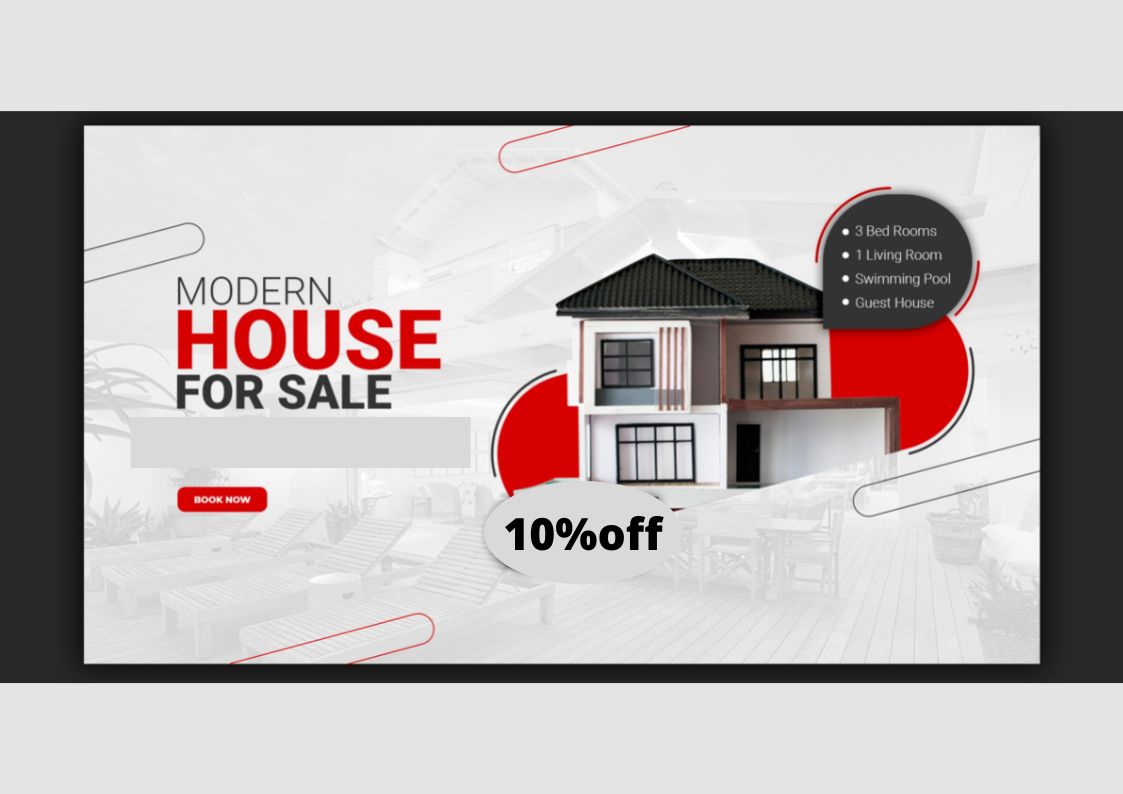 MODERN
HOUSE
FOR SALE
BOOK NOW
3 Bed Rooms
1 Living Room
Swimming Pool
Guest House
10%off